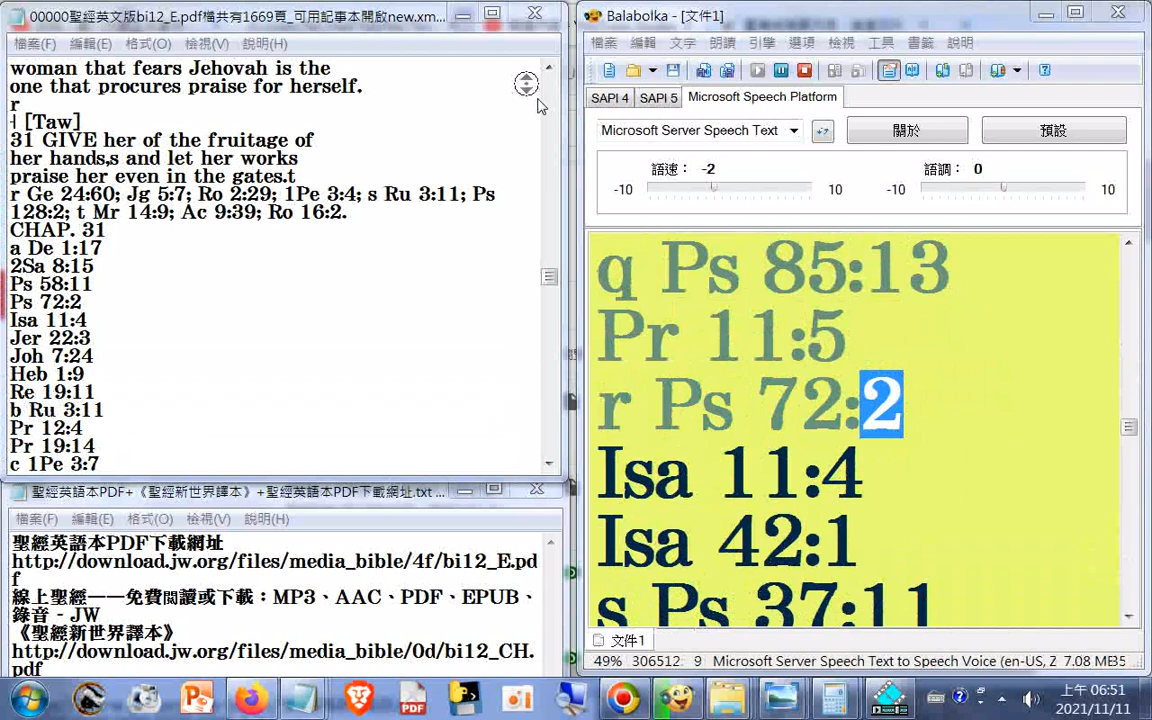 00000聖經英文版bi12_E.pdf檔共有1669頁_可用記事本開啟new.xm...
檔案(F) 編輯(E) 格式(O) 檢視(V) 說明(H)
woman that fears Jehovah is the
one that procures praise for herself.
r
┤ [Taw]
31 GIVE her of the fruitage of
her hands,s and let her works
praise her even in the gates.t
r Ge 24:60; Jg 5:7; Ro 2:29; 1Pe 3:4; s Ru 3:11; Ps
128:2; t Mr 14:9; Ac 9:39; Ro 16:2.
CHAP. 31
a De 1:17
2Sa 8:15
Ps 58:11
Ps 72:2
Isa 11:4
Jer 22:3
Joh 7:24
Heb 1:9
Re 19:11
b Ru 3:11
Pr 12:4
Pr 19:14
c 1Pe 3:7
聖經英語本PDF+《聖經新世界譯本》+聖經英語本PDF下載網址.txt ...
檔案(F) 編輯(E) 格式(O) 檢視(V) 說明(H)
聖經英語本PDF下載網址
http://download.jw.org/files/media_bible/4f/bi12_E.pd
f
線上聖經——免費閱讀或下載：MP3、AAC、PDF、EPUB、
錄音 - JW
《聖經新世界譯本》
http://download.jw.org/files/media_bible/0d/bi12_CH.
pdf
Balabolka - [文件1]
檔案 編輯 文字 朗讀 引擎 選項 檢視 工具 書籤 說明
SAPI 4 SAPI 5 Microsoft Speech Platform
Microsoft Server Speech Text 關於 預設
語速： -2 語調： 0
-10 10 -10 10
q Ps 85:13
Pr 11:5
r Ps 72:2
Isa 11:4
Isa 42:1
s Ps 37:11
文件1
49% 306512: 9 Microsoft Server Speech Text to Speech Voice (en-US, Z 7.08 MB
上午 06:51
2021/11/11